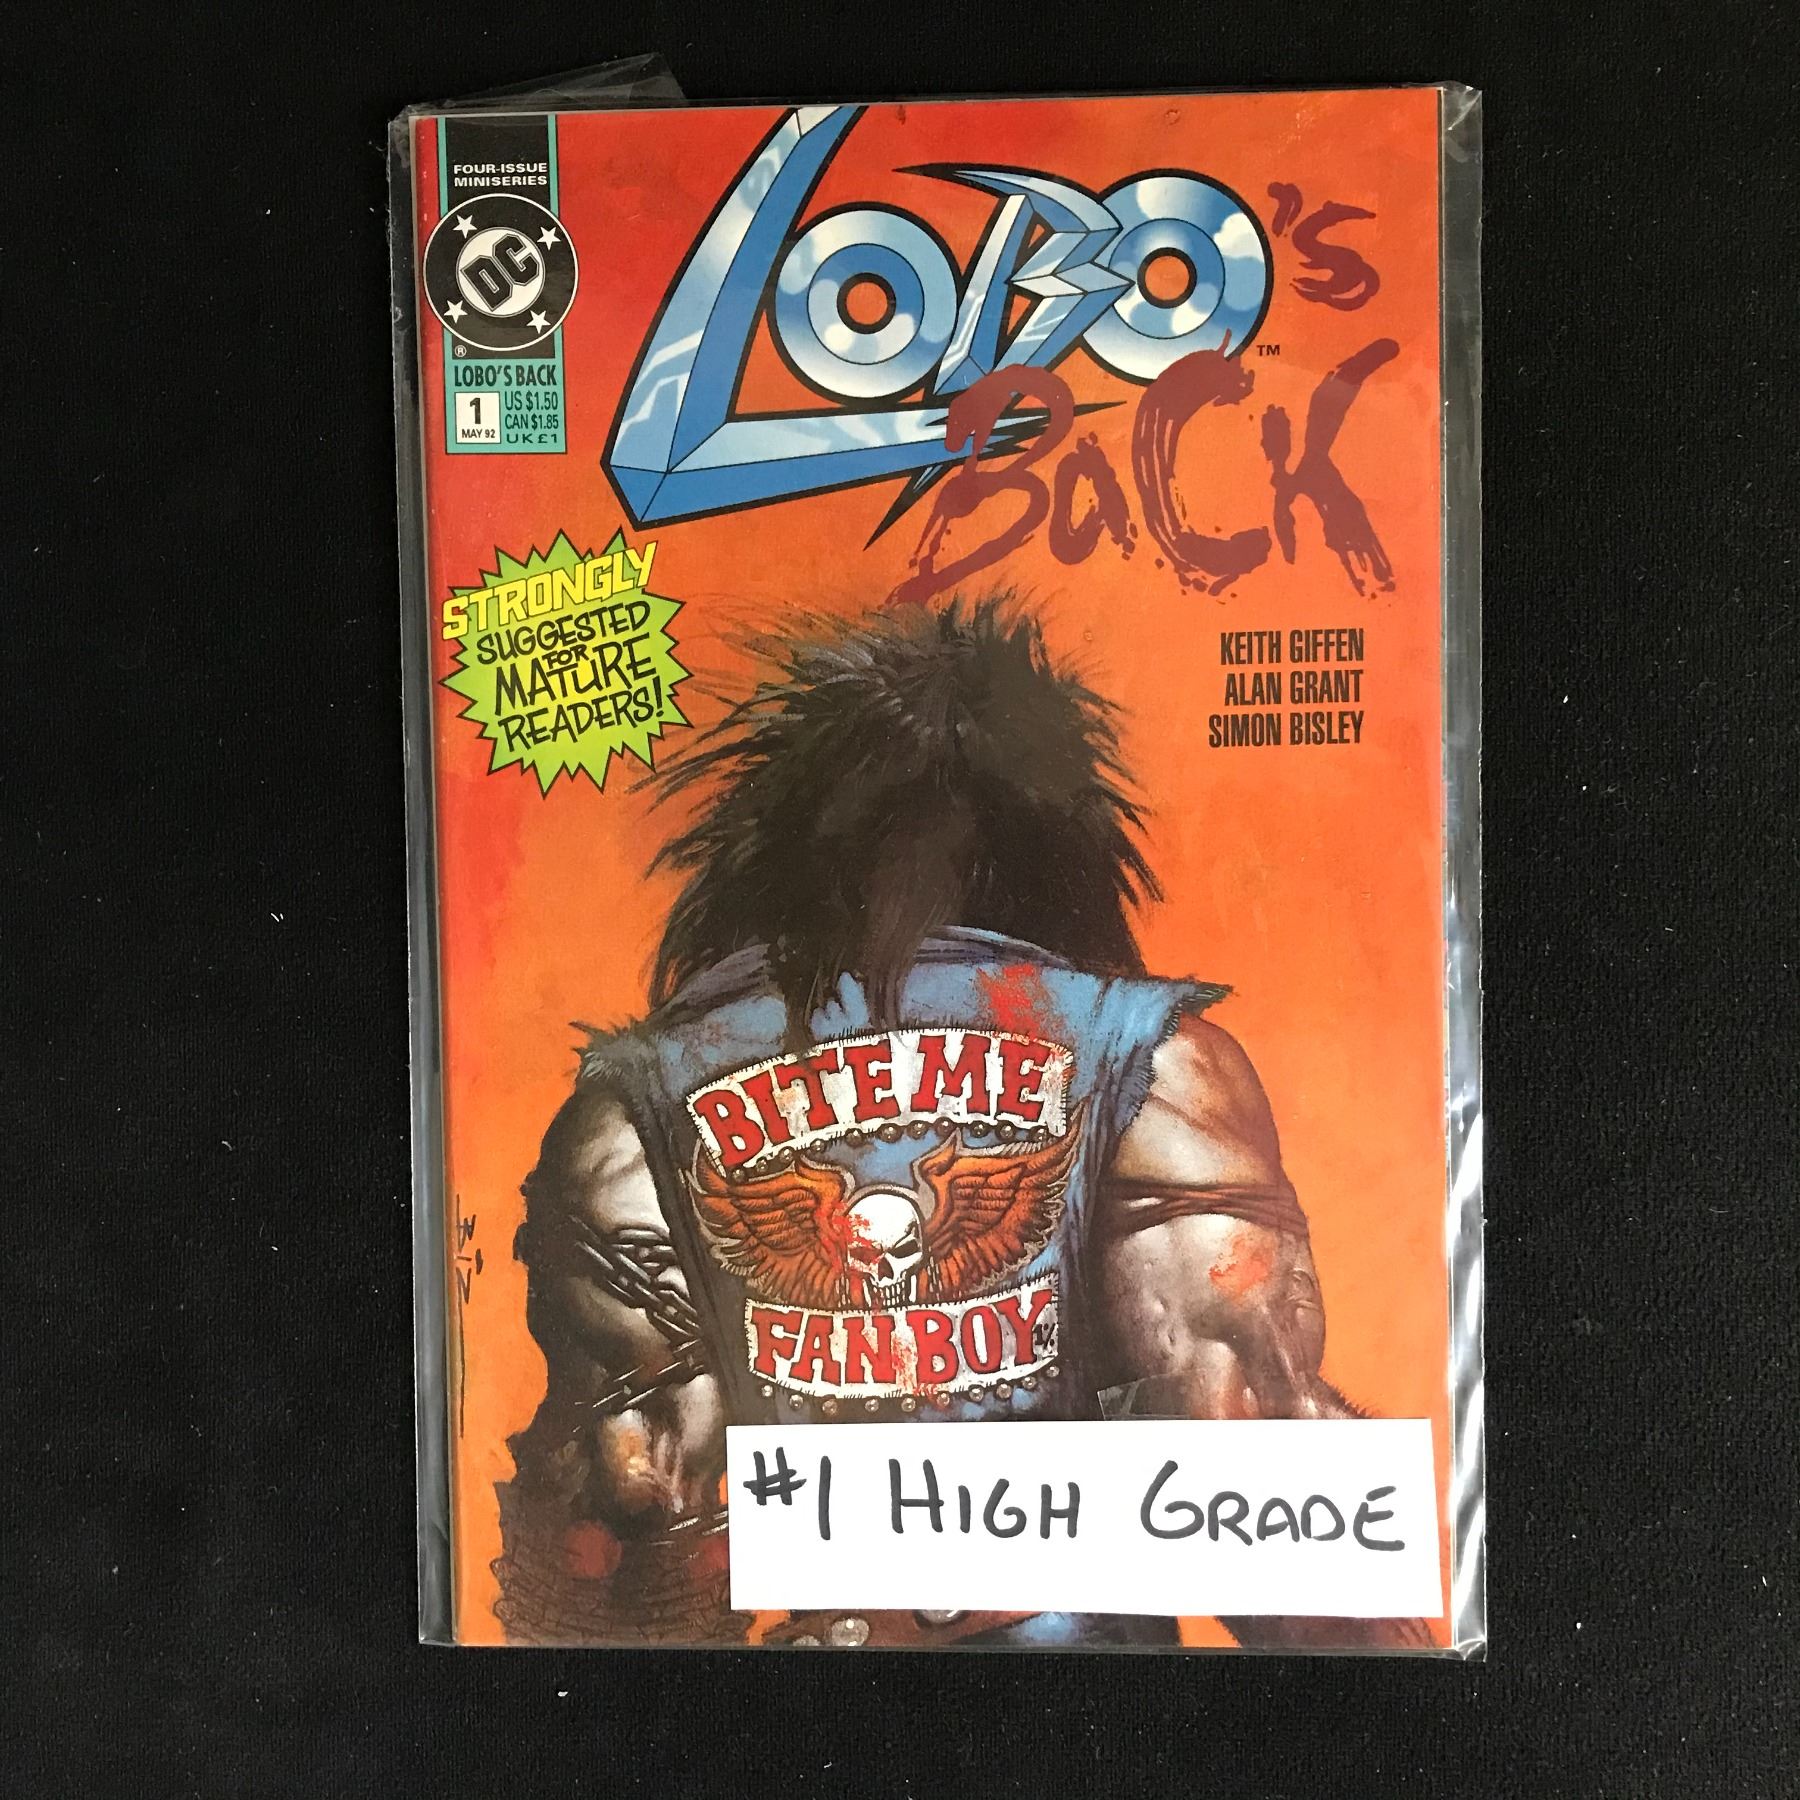 FOUR-ISSUE
MINISERIES
DC
®
LOBO'S BACK
1
MAY 92
US $1.50
CAN $1.85
UK £1
LOBO'S
TM
BACK
STRONGLY
SUGGESTED
FOR
MATURE
READERS!
KEITH GIFFEN
ALAN GRANT
SIMON BISLEY
BITE ME
FAN BOY
1%
#1 HIGH GRADE